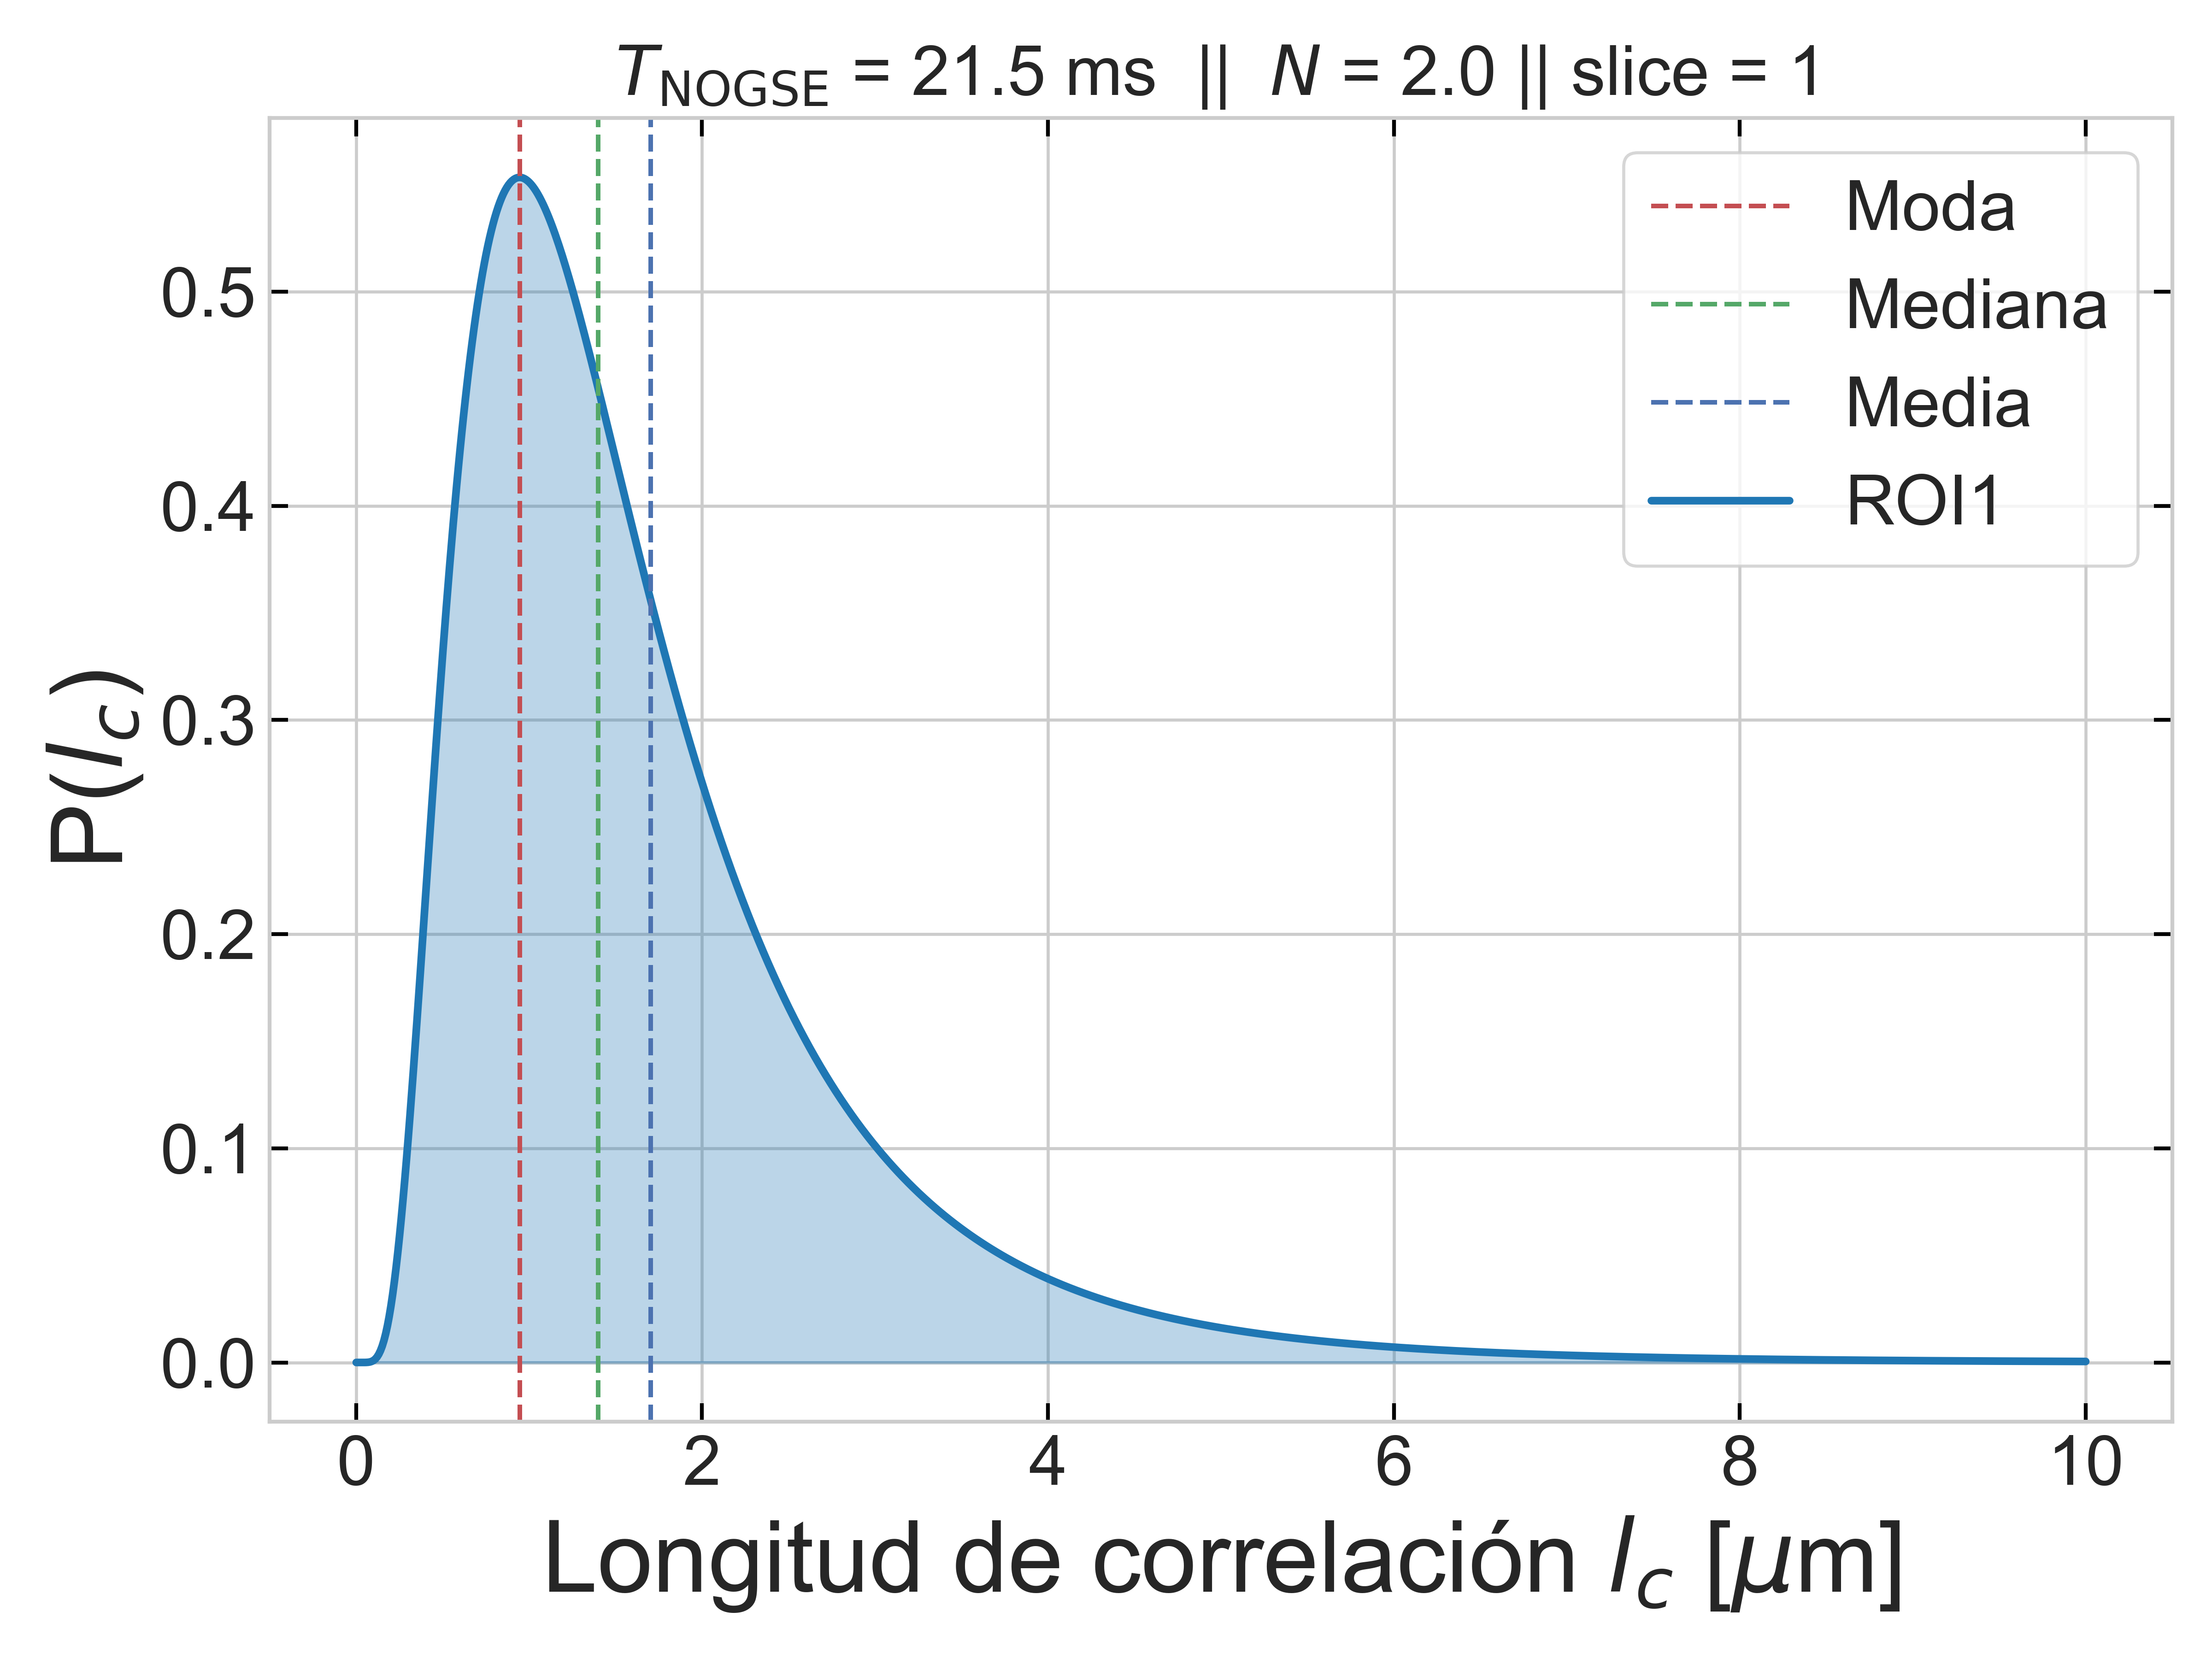 T_NOGSE = 21.5 ms || N = 2.0 || slice = 1
Moda
Mediana
Media
ROI1
P(l_c)
0.5
0.4
0.3
0.2
0.1
0.0
0 2 4 6 8 10
Longitud de correlación l_c [μm]